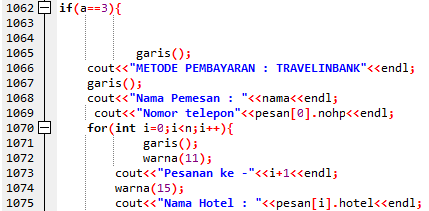 1062 if(a==3){
1063
1064
1065 garis();
1066 cout<<"METODE PEMBAYARAN : TRAVELINBANK"<<endl;
1067 garis();
1068 cout<<"Nama Pemesan : "<<nama<<endl;
1069 cout<<"Nomor telepon"<<pesan[0].nohp<<endl;
1070 for(int i=0;i<n;i++){
1071 garis();
1072 warna(11);
1073 cout<<"Pesanan ke -"<<i+1<<endl;
1074 warna(15);
1075 cout<<"Nama Hotel : "<<pesan[i].hotel<<endl;